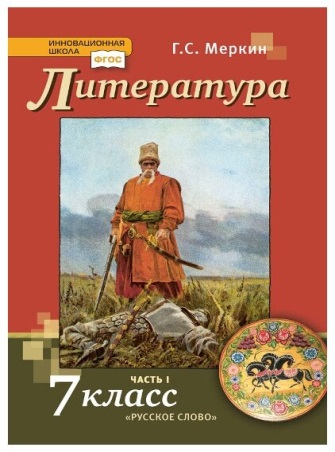 ИННОВАЦИОННАЯ
ШКОЛА
ФГОС
Г.С. Меркин
Литература
ЧАСТЬ I
7 класс
«РУССКОЕ СЛОВО»